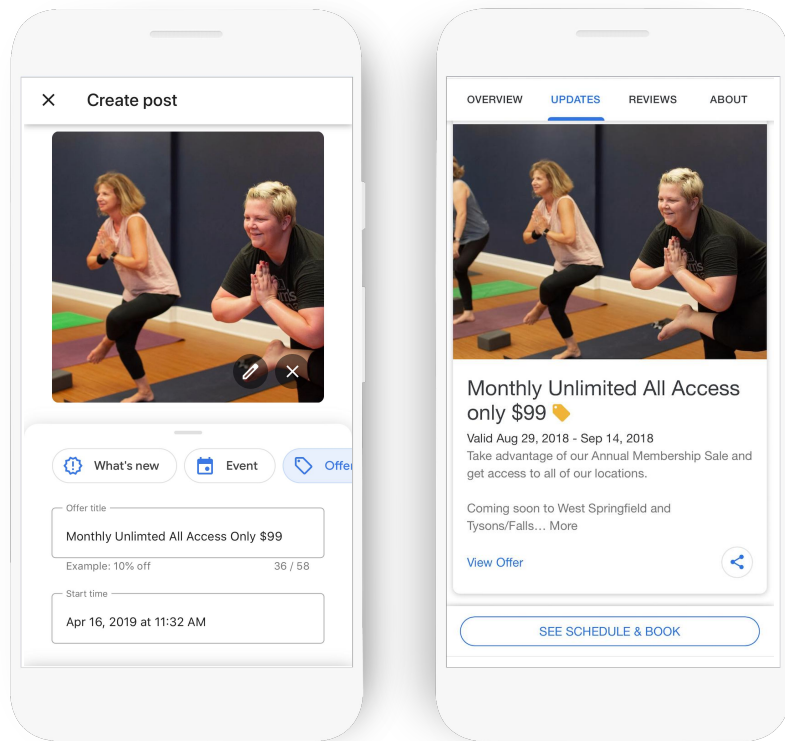 Create post
What's new
Event
Offer
Offer title
Monthly Unlimted All Access Only $99
Example: 10% off
36 / 58
Start time
Apr 16, 2019 at 11:32 AM
OVERVIEW
UPDATES
REVIEWS
ABOUT
Monthly Unlimited All Access
only $99
Valid Aug 29, 2018 - Sep 14, 2018
Take advantage of our Annual Membership Sale and
get access to all of our locations.
Coming soon to West Springfield and
Tysons/Falls... More
View Offer
SEE SCHEDULE & BOOK